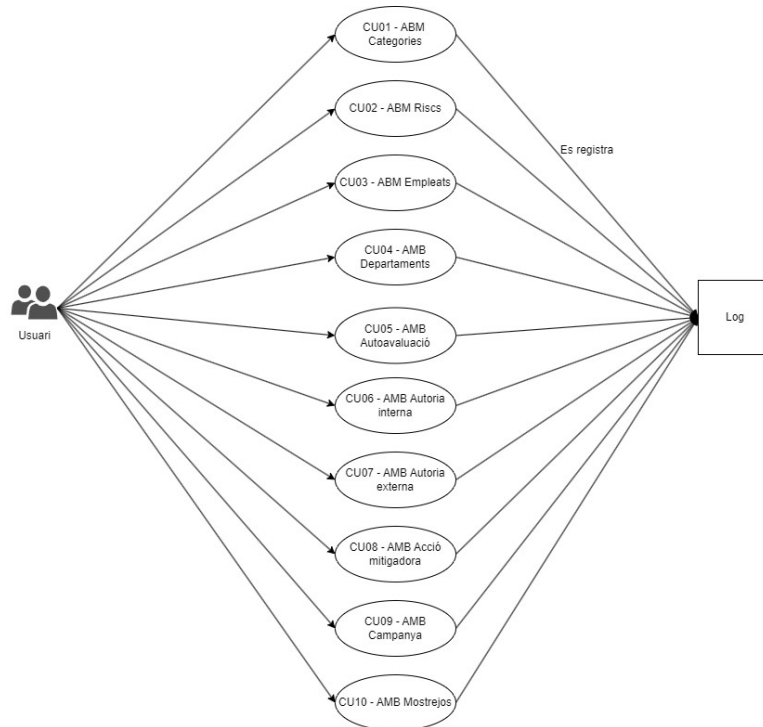 CU01 - ABM
Categories
CU02 - ABM Riscs
Es registra
CU03 - ABM Empleats
CU04 - AMB
Departaments
Usuari
CU05 - AMB
Autoavaluació
Log
CU06 - AMB Autoria
interna
CU07 - AMB Autoria
externa
CU08 - AMB Acció
mitigadora
CU09 - AMB
Campanya
CU10 - AMB Mostrejos